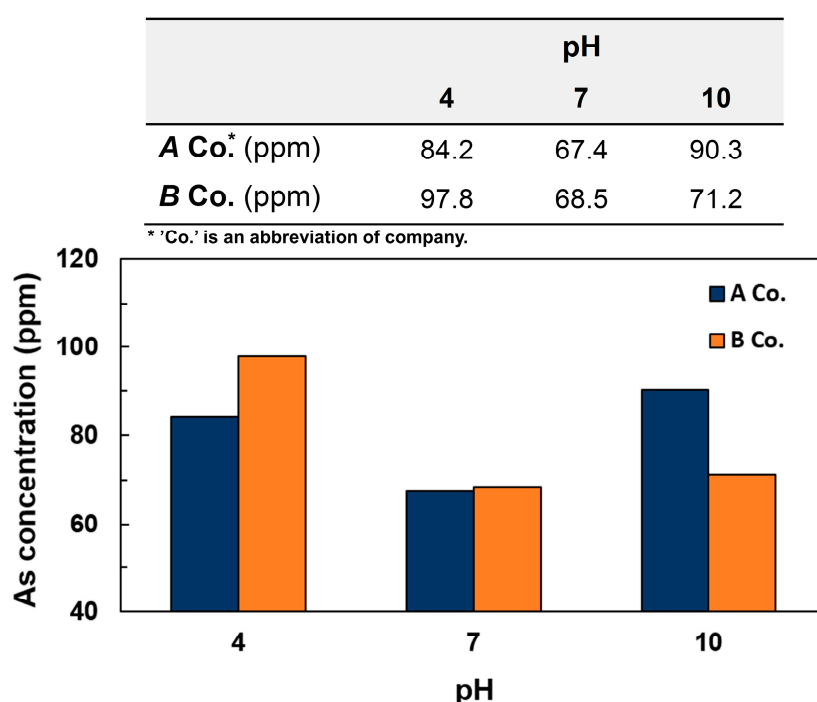 pH
4 7 10
A Co.* (ppm) 84.2 67.4 90.3
B Co. (ppm) 97.8 68.5 71.2
* 'Co.' is an abbreviation of company.
120
100
80
60
40
As concentration (ppm)
A Co.
B Co.
4 7 10
pH